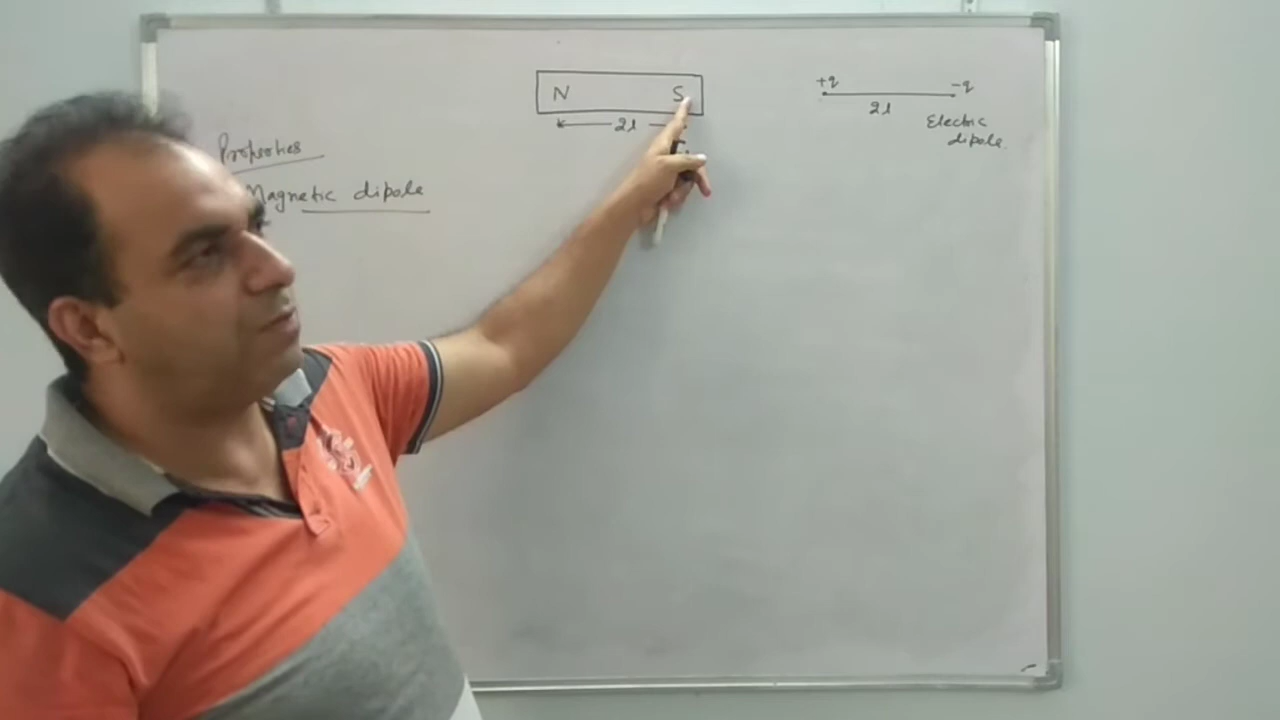 Properties
Magnetic dipole
N S
2l
+q -q
2l
Electric
dipole